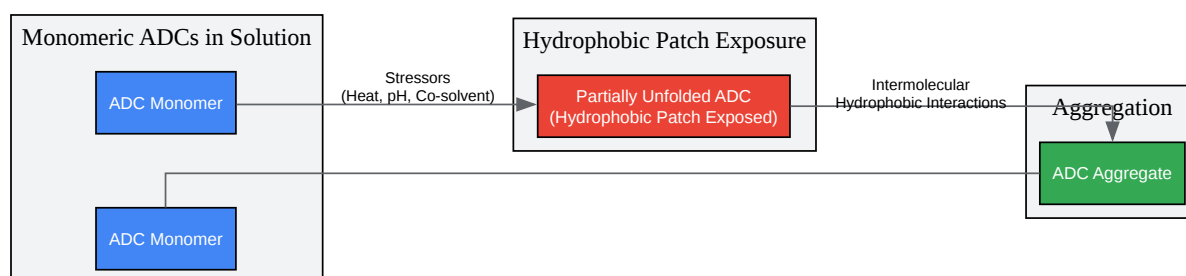 Monomeric ADCs in Solution
ADC Monomer
ADC Monomer
Stressors
(Heat, pH, Co-solvent)
Hydrophobic Patch Exposure
Partially Unfolded ADC
(Hydrophobic Patch Exposed)
Intermolecular
Hydrophobic Interactions
Aggregation
ADC Aggregate